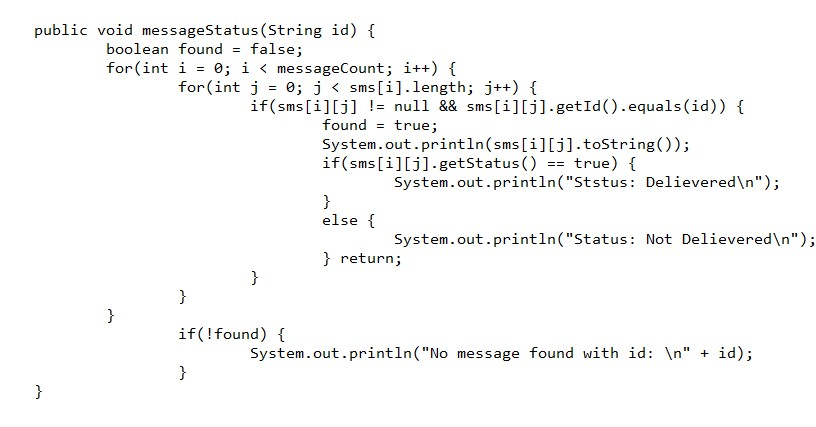 public void messageStatus(String id) {
        boolean found = false;
        for(int i = 0; i < messageCount; i++) {
                for(int j = 0; j < sms[i].length; j++) {
                        if(sms[i][j] != null && sms[i][j].getId().equals(id)) {
                                found = true;
                                System.out.println(sms[i][j].toString());
                                if(sms[i][j].getStatus() == true) {
                                        System.out.println("Ststus: Delievered\n");
                                }
                                else {
                                        System.out.println("Status: Not Delievered\n");
                                } return;
                        }
                }
        }
                if(!found) {
                        System.out.println("No message found with id: \n" + id);
                }
}